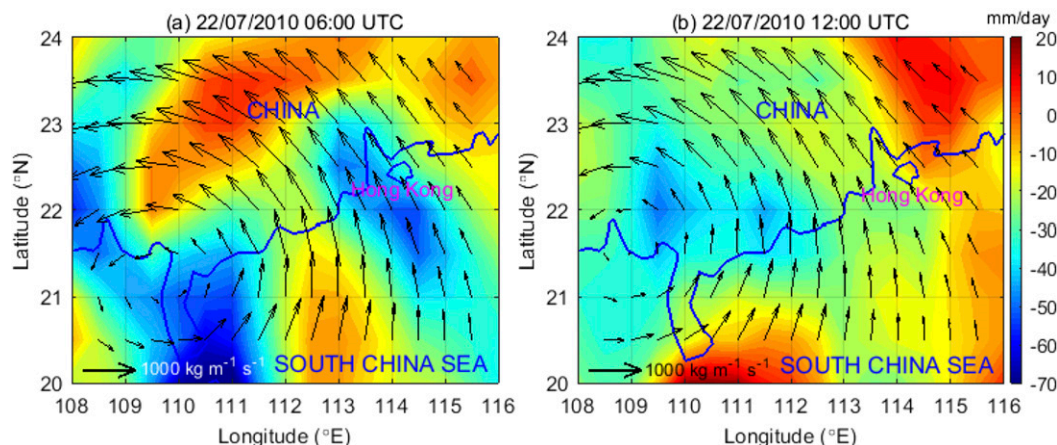 (a) 22/07/2010 06:00 UTC
(b) 22/07/2010 12:00 UTC
mm/day
24
23
22
21
20
Latitude (°N)
CHINA
Hong Kong
SOUTH CHINA SEA
1000 kg m⁻¹ s⁻¹
108 109 110 111 112 113 114 115 116
Longitude (°E)
24
23
22
21
20
Latitude (°N)
CHINA
Hong Kong
SOUTH CHINA SEA
1000 kg m⁻¹ s⁻¹
108 109 110 111 112 113 114 115 116
Longitude (°E)
20
10
0
-10
-20
-30
-40
-50
-60
-70